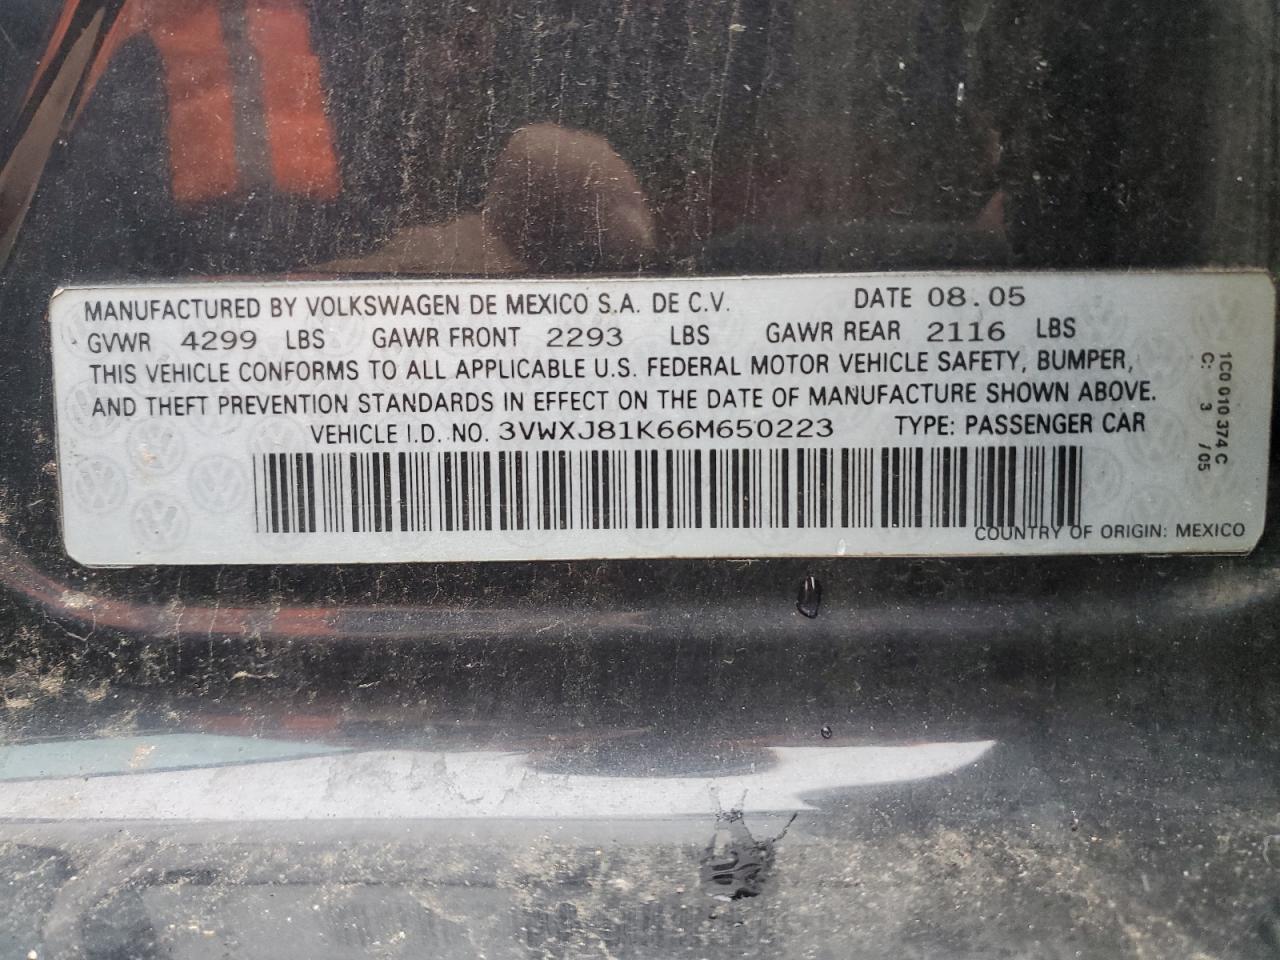 MANUFACTURED BY VOLKSWAGEN DE MEXICO S.A. DE C.V. DATE 08.05
GVWR 4299 LBS GAWR FRONT 2293 LBS GAWR REAR 2116 LBS
THIS VEHICLE CONFORMS TO ALL APPLICABLE U.S. FEDERAL MOTOR VEHICLE SAFETY, BUMPER,
AND THEFT PREVENTION STANDARDS IN EFFECT ON THE DATE OF MANUFACTURE SHOWN ABOVE.
VEHICLE I.D. NO. 3VWXJ81K66M650223 TYPE: PASSENGER CAR
COUNTRY OF ORIGIN: MEXICO
1C0 010 374 C
C: 3 /05